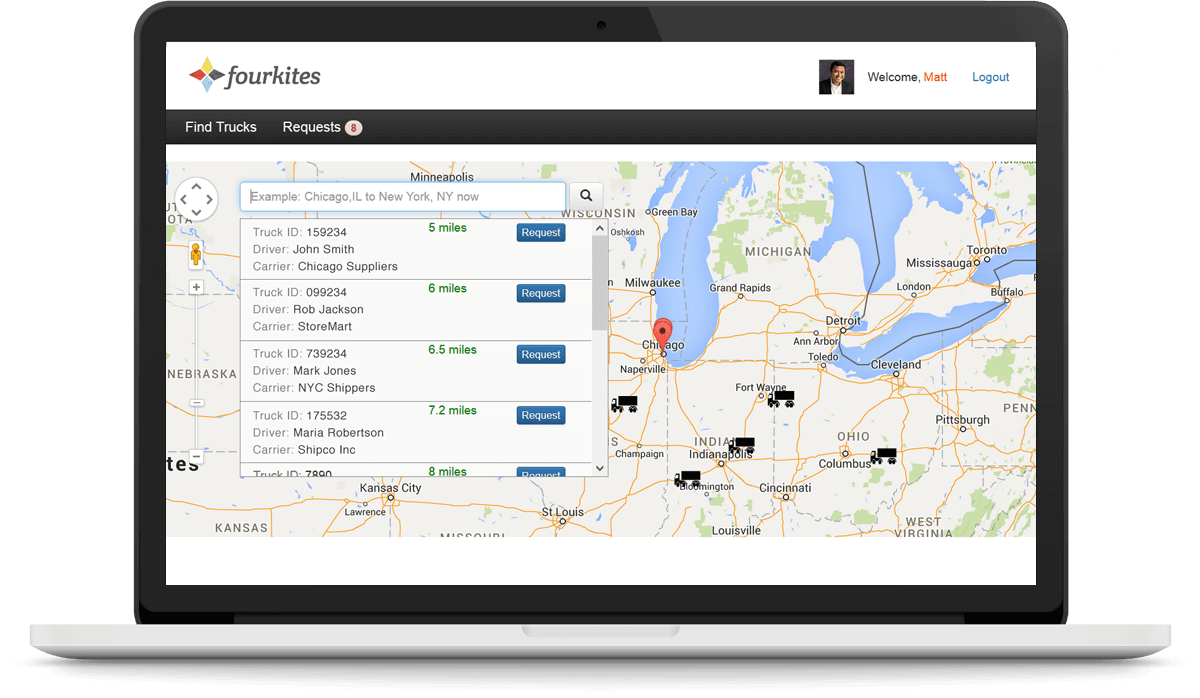 fourkites
Welcome, Matt
Logout
Find Trucks
Requests 8
Example: Chicago,IL to New York, NY now
Truck ID: 159234
5 miles
Request
Driver: John Smith
Carrier: Chicago Suppliers
Truck ID: 099234
6 miles
Request
Driver: Rob Jackson
Carrier: StoreMart
Truck ID: 739234
6.5 miles
Request
Driver: Mark Jones
Carrier: NYC Shippers
Truck ID: 175532
7.2 miles
Request
Driver: Maria Robertson
Carrier: Shipco Inc
Truck ID: 7890
8 miles
Request
Minneapolis
WISCONSIN
Green Bay
Oshkosh
MICHIGAN
Toronto
Mississauga
Milwaukee
Grand Rapids
London
Buffalo
Detroit
Ann Arbor
Chicago
Toledo
Naperville
Cleveland
NEBRASKA
Fort Wayne
PENN
Pittsburgh
OHIO
INDIA
Indianapolis
Champaign
Columbus
tes
Bloomington
Kansas City
Cincinnati
Lawrence
St Louis
KANSAS
MISSOURI
Louisville
WEST
VIRGINIA